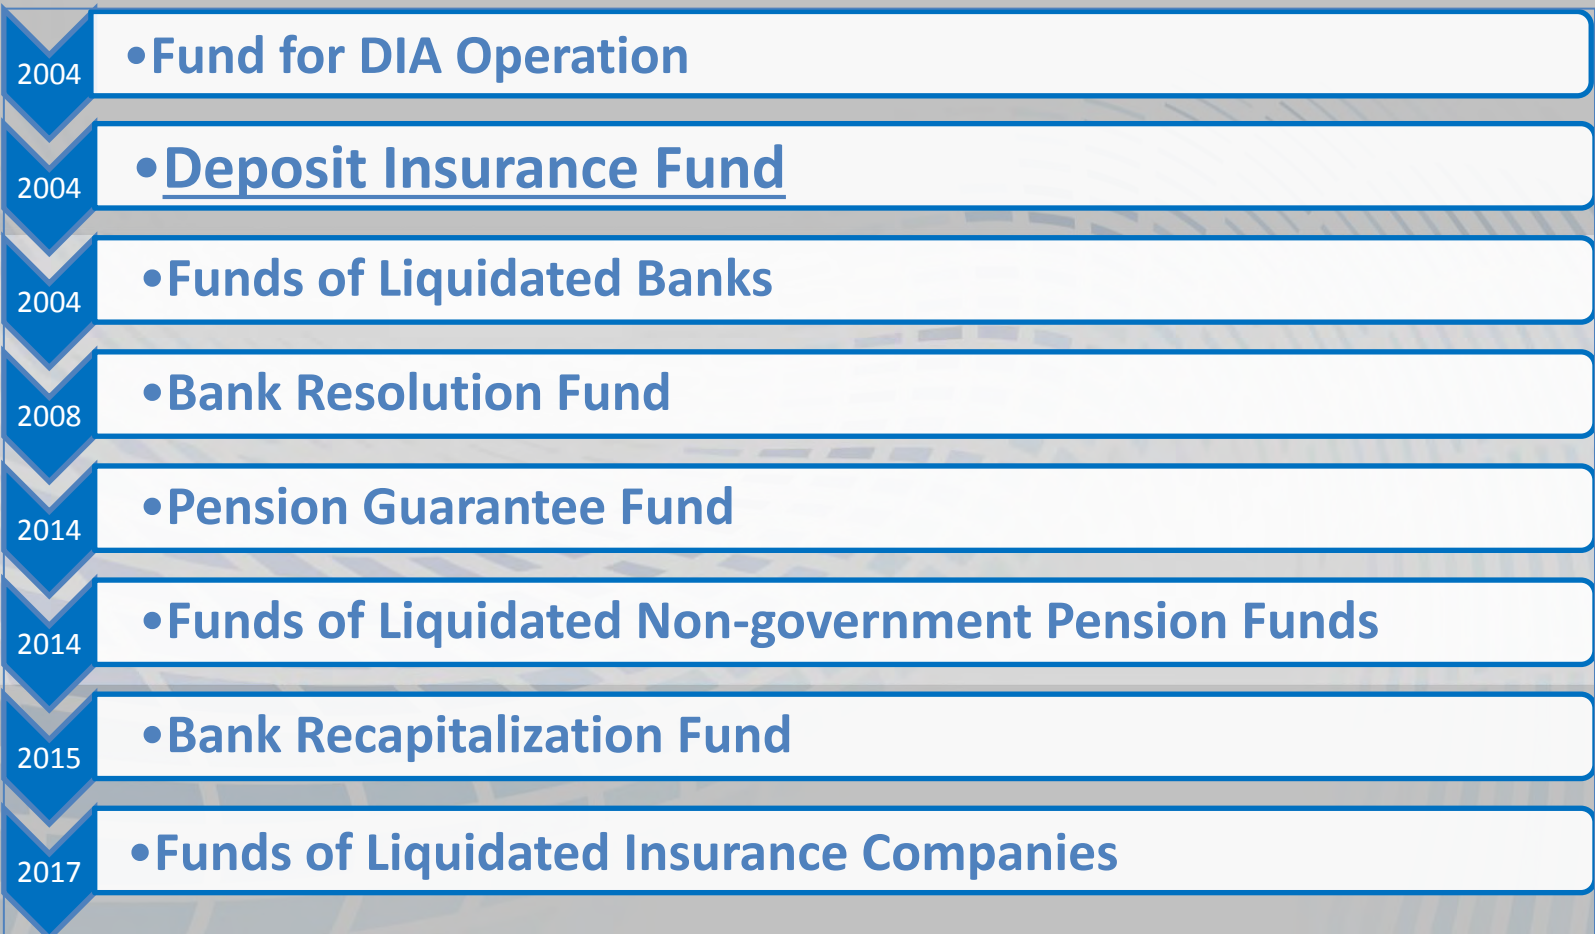 2004
•Fund for DIA Operation
2004
•Deposit Insurance Fund
2004
•Funds of Liquidated Banks
2008
•Bank Resolution Fund
2014
•Pension Guarantee Fund
2014
•Funds of Liquidated Non-government Pension Funds
2015
•Bank Recapitalization Fund
2017
•Funds of Liquidated Insurance Companies